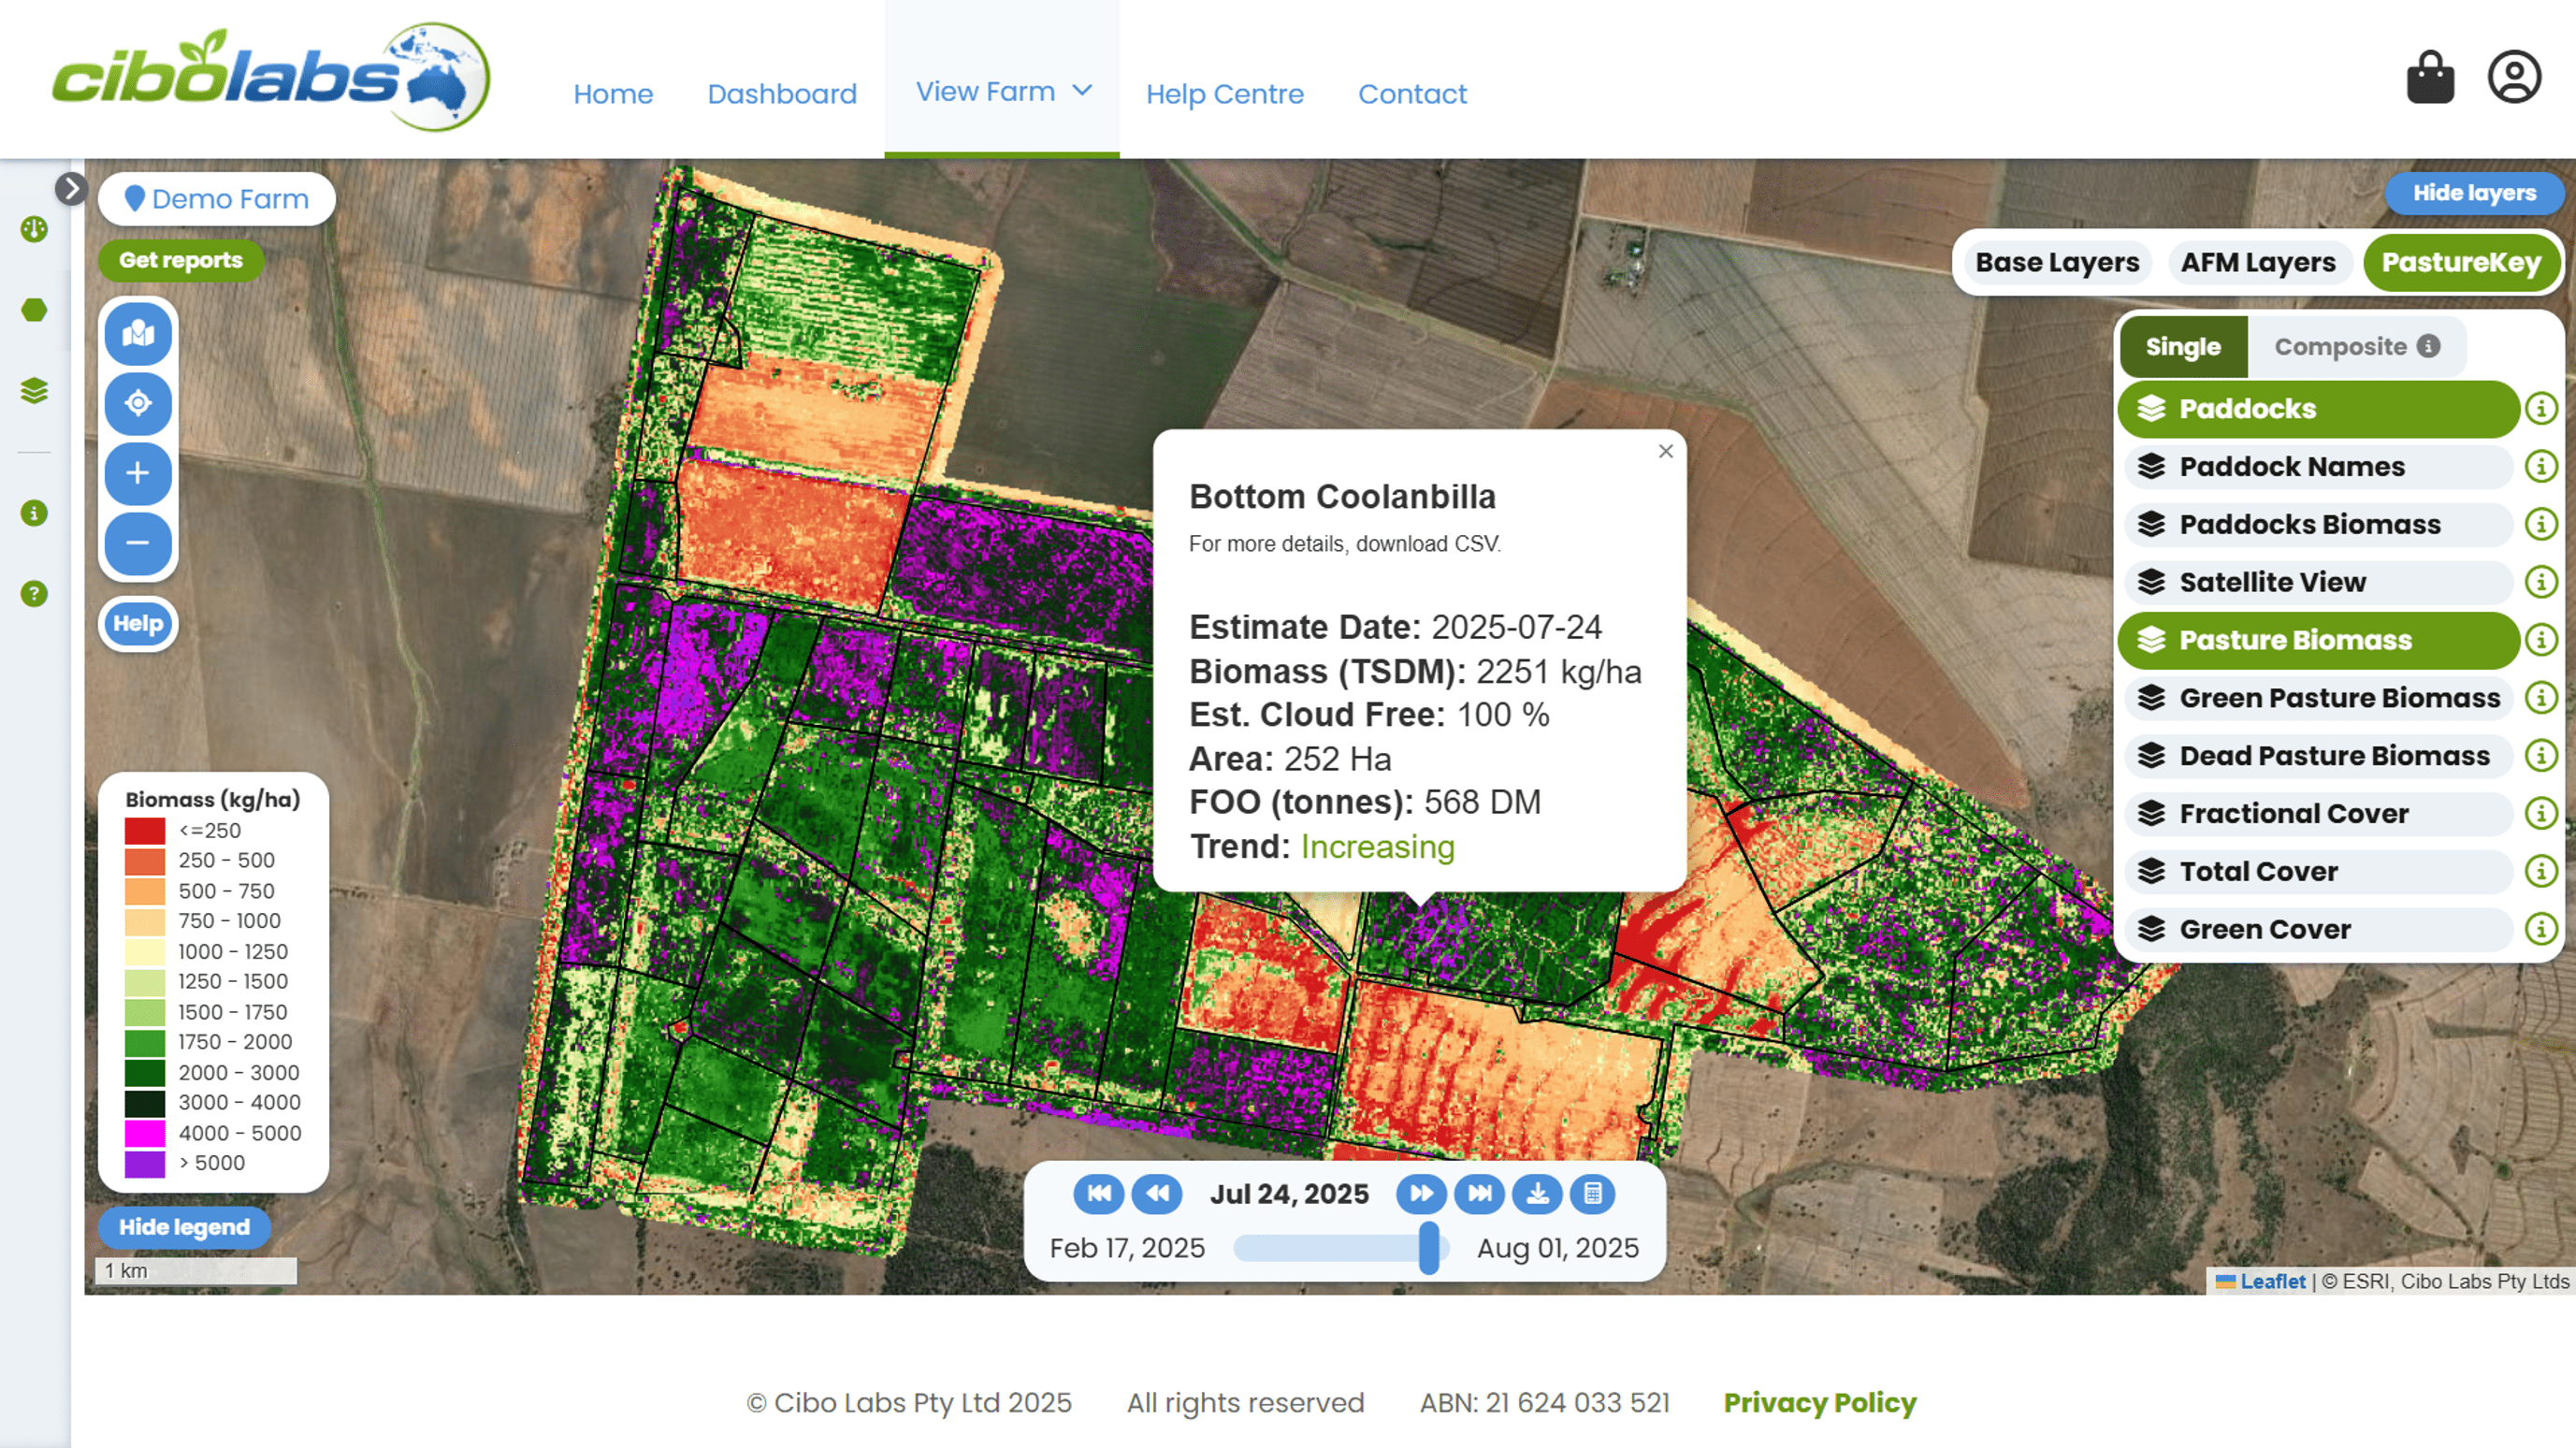 cibolabs
Home
Dashboard
View Farm
Help Centre
Contact
Demo Farm
Get reports
Help
Hide layers
Base Layers
AFM Layers
PastureKey
Single
Composite
Paddocks
Paddock Names
Paddocks Biomass
Satellite View
Pasture Biomass
Green Pasture Biomass
Dead Pasture Biomass
Fractional Cover
Total Cover
Green Cover
Bottom Coolanbilla
For more details, download CSV.
Estimate Date: 2025-07-24
Biomass (TSDM): 2251 kg/ha
Est. Cloud Free: 100 %
Area: 252 Ha
FOO (tonnes): 568 DM
Trend: Increasing
Biomass (kg/ha)
<=250
250 - 500
500 - 750
750 - 1000
1000 - 1250
1250 - 1500
1500 - 1750
1750 - 2000
2000 - 3000
3000 - 4000
4000 - 5000
> 5000
Hide legend
1 km
Jul 24, 2025
Feb 17, 2025
Aug 01, 2025
Leaflet | © ESRI, Cibo Labs Pty Ltds
© Cibo Labs Pty Ltd 2025
All rights reserved
ABN: 21 624 033 521
Privacy Policy